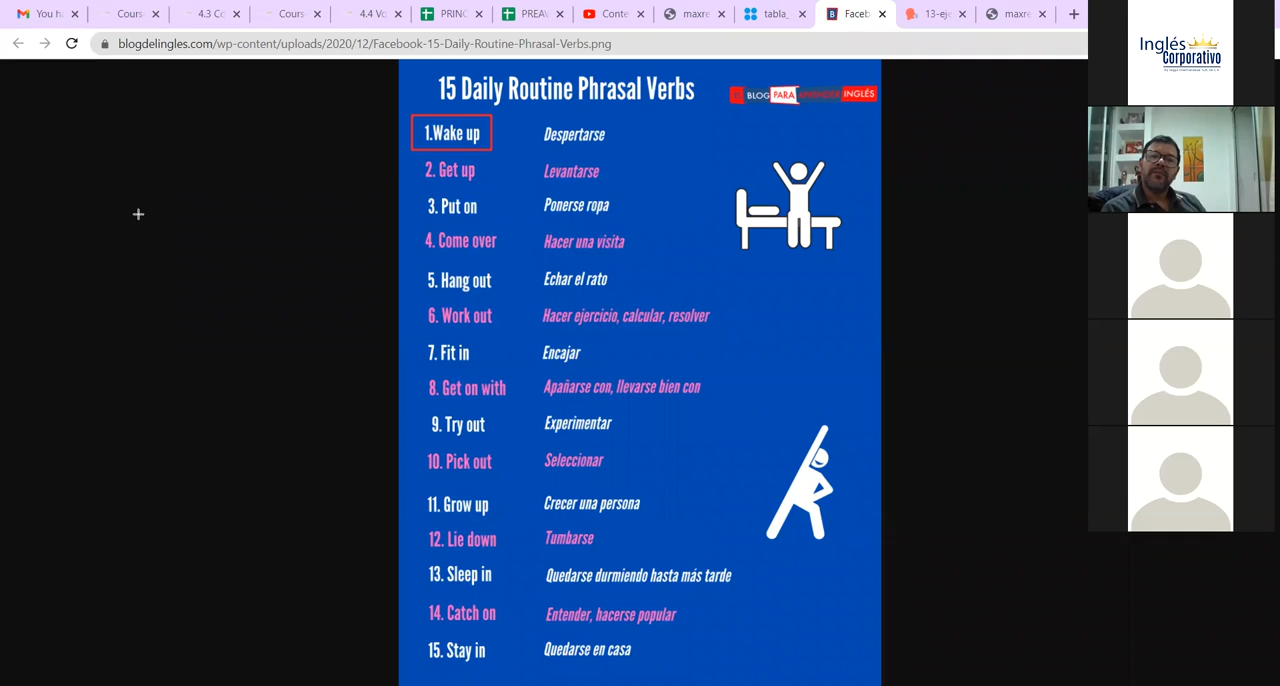 You ha
Cours
4.3 Co
Cours
4.4 Vo
PRINC
PREAV
Conte
maxre
tabla_
Faceb
13-eje
maxre
blogdelingles.com/wp-content/uploads/2020/12/Facebook-15-Daily-Routine-Phrasal-Verbs.png
Inglés
Corporativo
15 Daily Routine Phrasal Verbs
EL BLOG PARA APRENDER INGLÉS
1.Wake up Despertarse
2. Get up Levantarse
3. Put on Ponerse ropa
4. Come over Hacer una visita
5. Hang out Echar el rato
6. Work out Hacer ejercicio, calcular, resolver
7. Fit in Encajar
8. Get on with Apañarse con, llevarse bien con
9. Try out Experimentar
10. Pick out Seleccionar
11. Grow up Crecer una persona
12. Lie down Tumbarse
13. Sleep in Quedarse durmiendo hasta más tarde
14. Catch on Entender, hacerse popular
15. Stay in Quedarse en casa